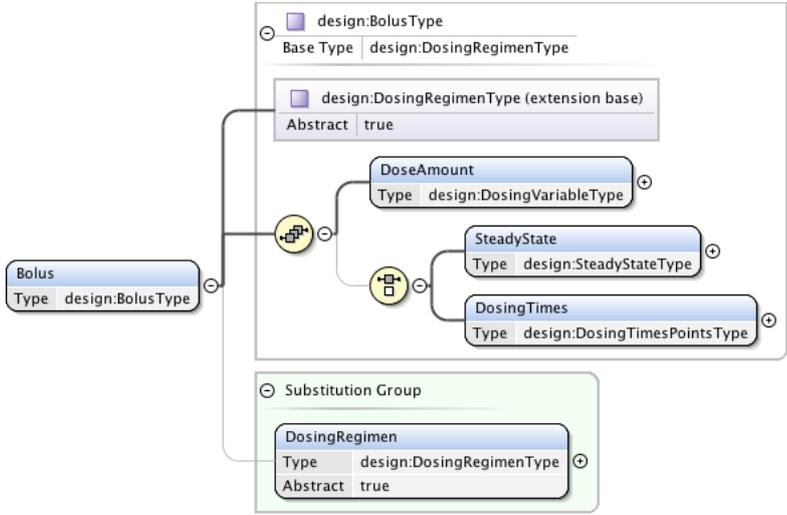 design:BolusType
Base Type design:DosingRegimenType
design:DosingRegimenType (extension base)
Abstract true
DoseAmount
Type design:DosingVariableType
SteadyState
Type design:SteadyStateType
Bolus
Type design:BolusType
DosingTimes
Type design:DosingTimesPointsType
Substitution Group
DosingRegimen
Type design:DosingRegimenType
Abstract true